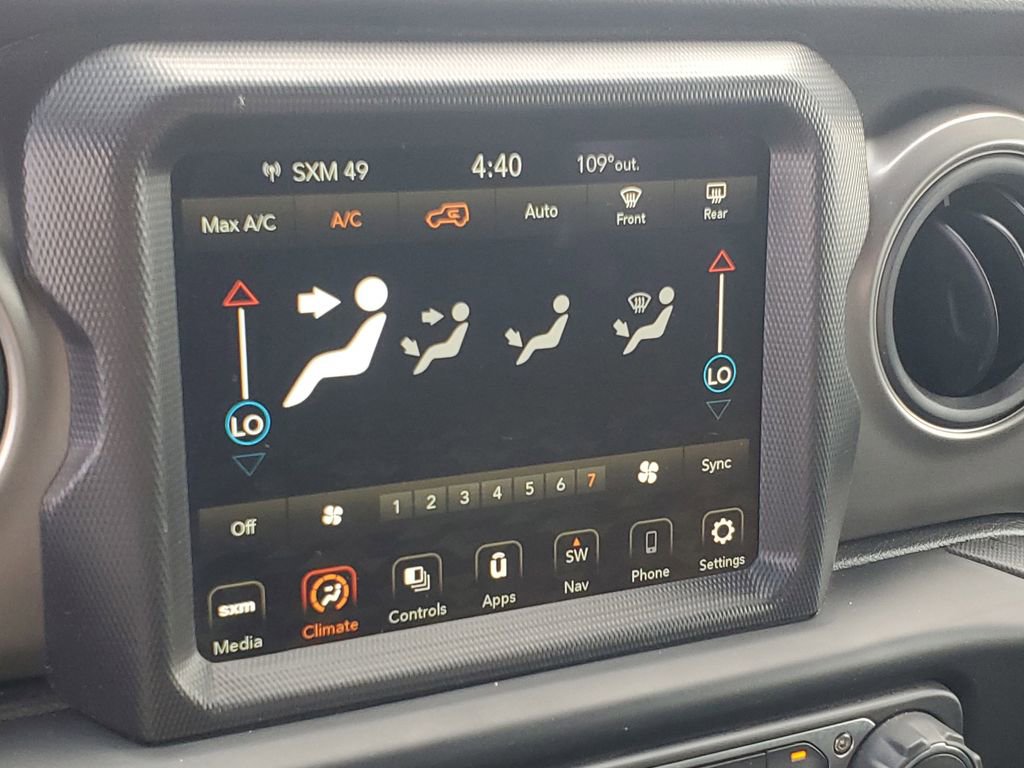 SXM 49 4:40 109°out.
Max A/C A/C Auto Front Rear
LO LO
Off 1 2 3 4 5 6 7 Sync
sxm SW
Media Climate Controls Apps Nav Phone Settings